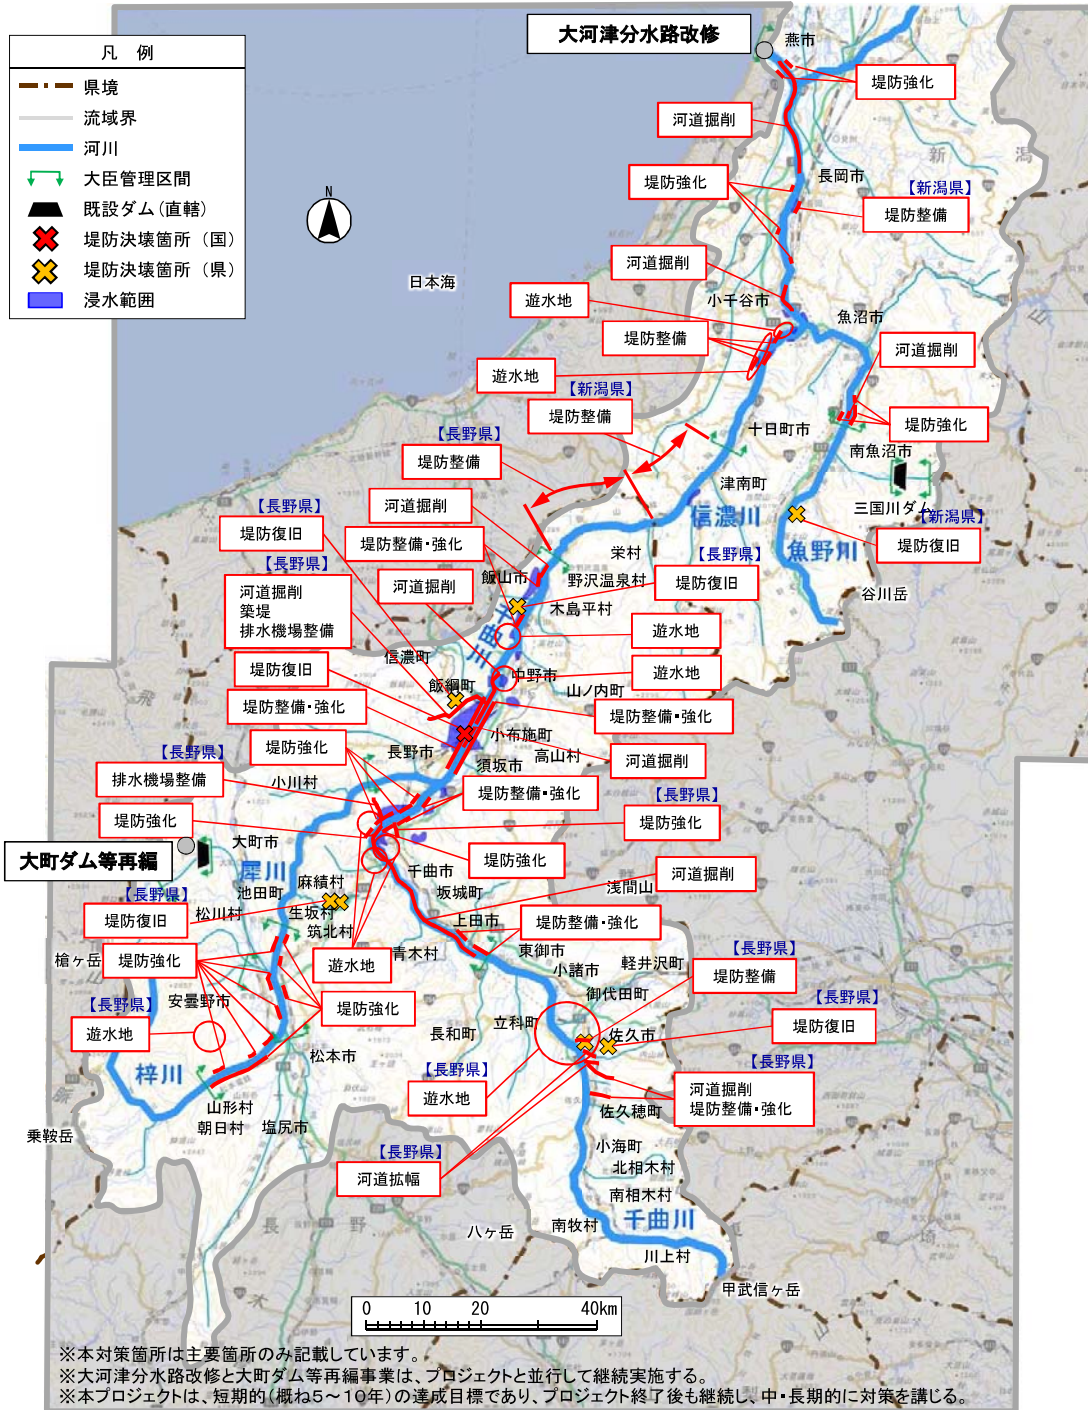 大河津分水路改修
燕市
凡 例
県境
流域界
河川
大臣管理区間
既設ダム(直轄)
堤防決壊箇所（国）
堤防決壊箇所（県）
浸水範囲
堤防強化
河道掘削
新
潟
長岡市
堤防強化
【新潟県】
堤防整備
N
日本海
河道掘削
小千谷市
遊水地
魚沼市
堤防整備
河道掘削
遊水地
【新潟県】
堤防整備
堤防強化
十日町市
【長野県】
堤防整備
南魚沼市
津南町
三国川ダム
河道掘削
【長野県】
堤防復旧
信濃川
【新潟県】
堤防復旧
魚野川
堤防整備・強化
栄村
【長野県】
堤防復旧
河道掘削
飯山市
野沢温泉村
谷川岳
【長野県】
河道掘削
築堤
排水機場整備
木島平村
千曲川
遊水地
信濃町
堤防復旧
中野市
遊水地
飯綱町
山ノ内町
堤防整備・強化
堤防整備・強化
小布施町
堤防強化
長野市
高山村
河道掘削
【長野県】
排水機場整備
須坂市
小川村
堤防整備・強化
【長野県】
堤防強化
堤防強化
大町市
大町ダム等再編
堤防強化
犀川
千曲市
河道掘削
麻績村
浅間山
池田町
坂城町
【長野県】
堤防復旧
松川村
生坂村
筑北村
上田市
堤防整備・強化
槍ヶ岳
堤防強化
遊水地
青木村
東御市
軽井沢町
【長野県】
堤防整備
小諸市
安曇野市
堤防強化
御代田町
【長野県】
遊水地
立科町
【長野県】
堤防復旧
長和町
佐久市
松本市
梓川
【長野県】
遊水地
【長野県】
河道掘削
堤防整備・強化
山形村
佐久穂町
朝日村
塩尻市
乗鞍岳
小海町
【長野県】
河道拡幅
北相木村
南相木村
千曲川
長
野
南牧村
八ヶ岳
川上村
埼
甲武信ヶ岳
0 10 20 40km
※本対策箇所は主要箇所のみ記載しています。
※大河津分水路改修と大町ダム等再編事業は、プロジェクトと並行して継続実施する。
※本プロジェクトは、短期的(概ね５～１０年)の達成目標であり、プロジェクト終了後も継続し、中・長期的に対策を講じる。